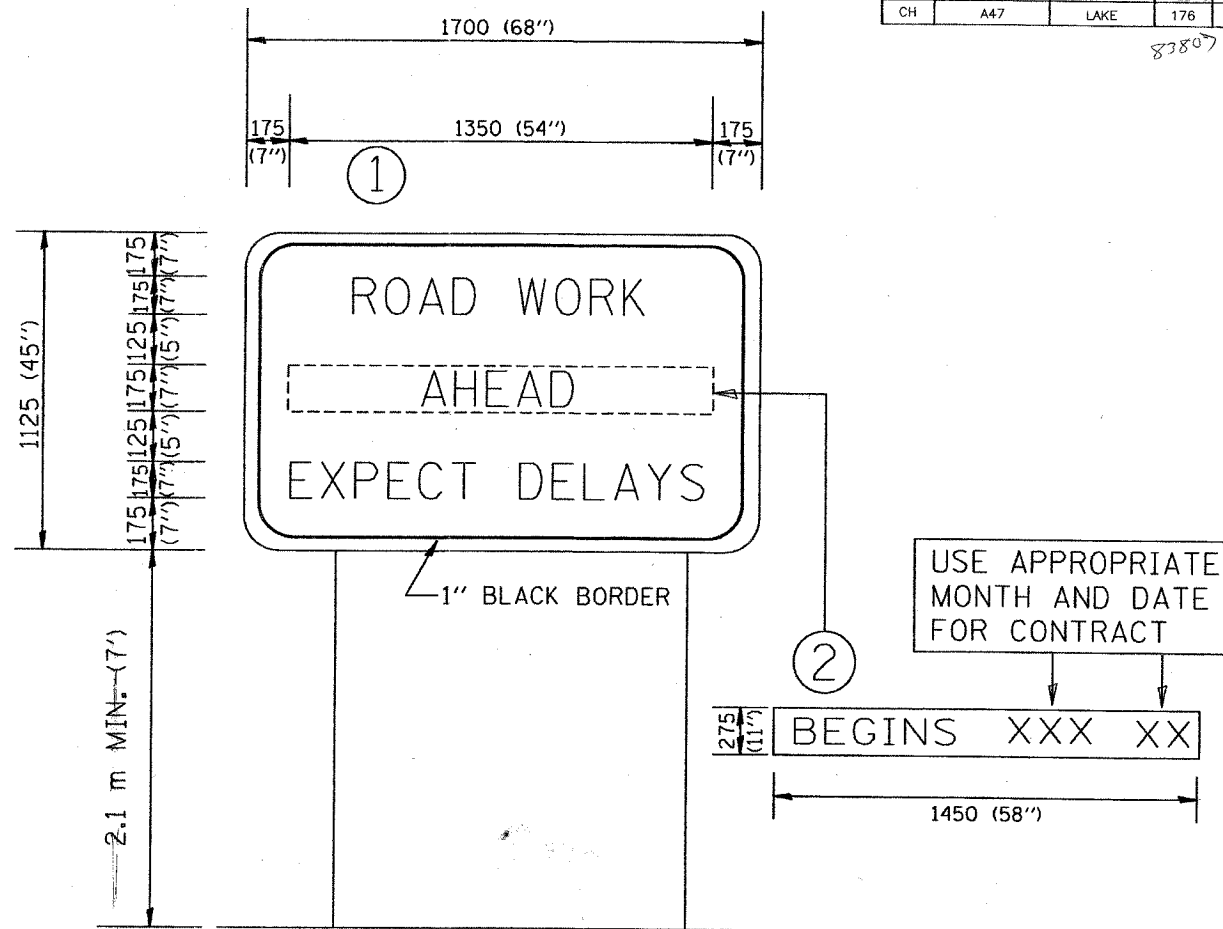 CH A47 LAKE 176
83807
1700 (68")
175 (7") 1350 (54") 175 (7")
1
1125 (45")
175 (7")
175 (7")
125 (5")
175 (7")
125 (5")
175 (7")
175 (7")
ROAD WORK
AHEAD
EXPECT DELAYS
1" BLACK BORDER
2.1 m MIN. (7')
USE APPROPRIATE
MONTH AND DATE
FOR CONTRACT
2
275 (11")
BEGINS XXX XX
1450 (58")